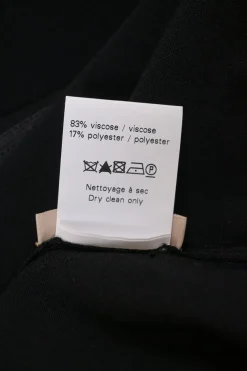 83% viscose / viscose
17% polyester / polyester
Nettoyage à sec
Dry clean only